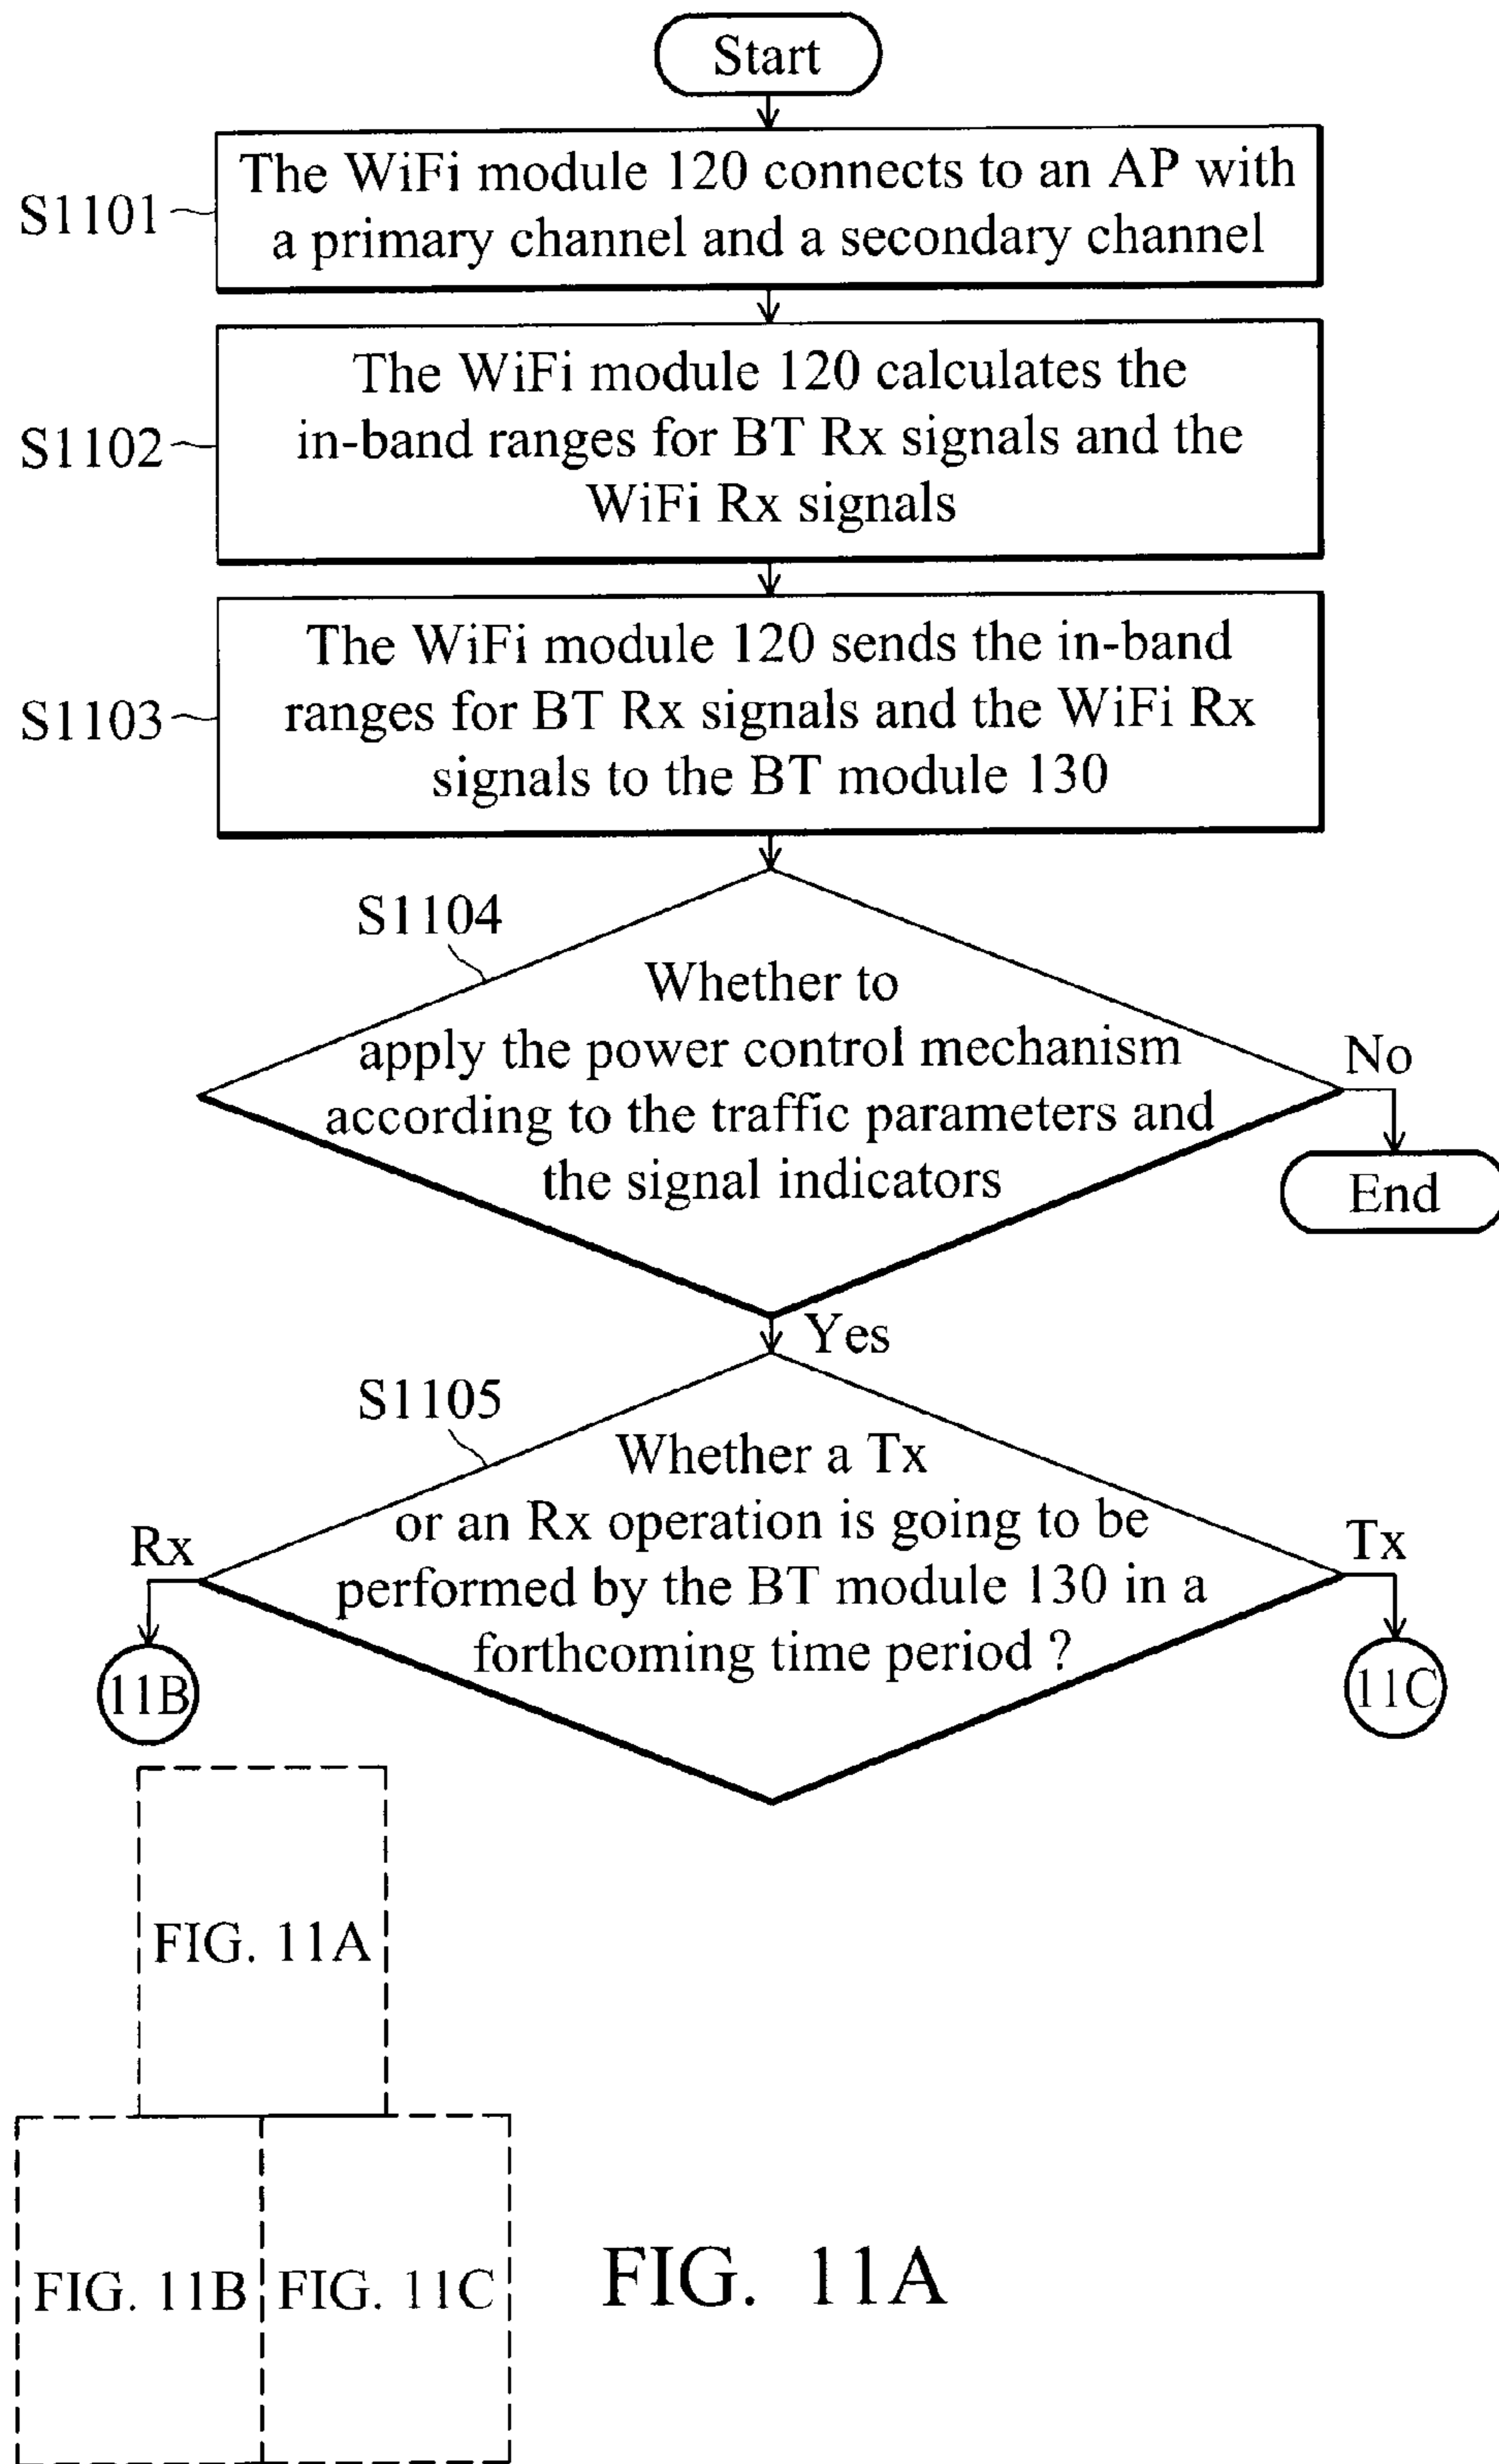 Start
S1101
The WiFi module 120 connects to an AP with
a primary channel and a secondary channel
S1102
The WiFi module 120 calculates the
in-band ranges for BT Rx signals and the
WiFi Rx signals
S1103
The WiFi module 120 sends the in-band
ranges for BT Rx signals and the WiFi Rx
signals to the BT module 130
S1104
Whether to
apply the power control mechanism
according to the traffic parameters and
the signal indicators
No
End
Yes
S1105
Whether a Tx
or an Rx operation is going to be
performed by the BT module 130 in a
forthcoming time period ?
Rx
Tx
11B
11C
FIG. 11A
FIG. 11B
FIG. 11C
FIG. 11A